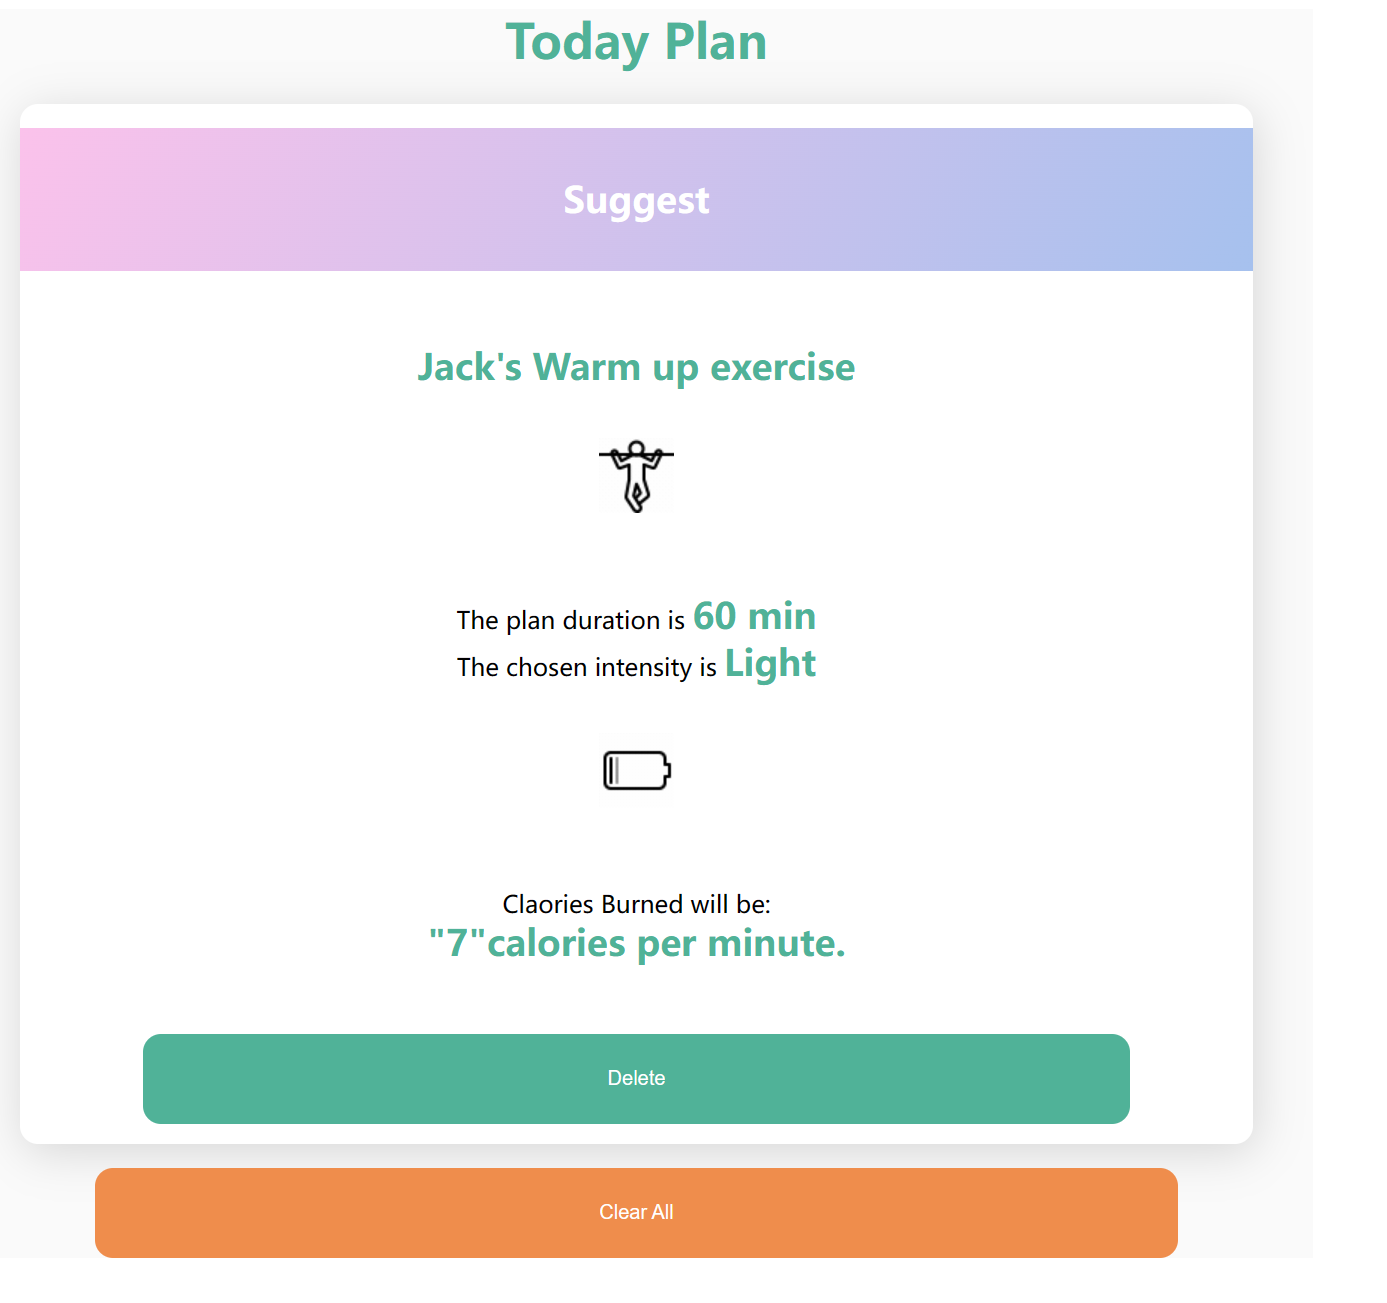 Today Plan
Suggest
Jack's Warm up exercise
The plan duration is 60 min
The chosen intensity is Light
Claories Burned will be:
"7"calories per minute.
Delete
Clear All